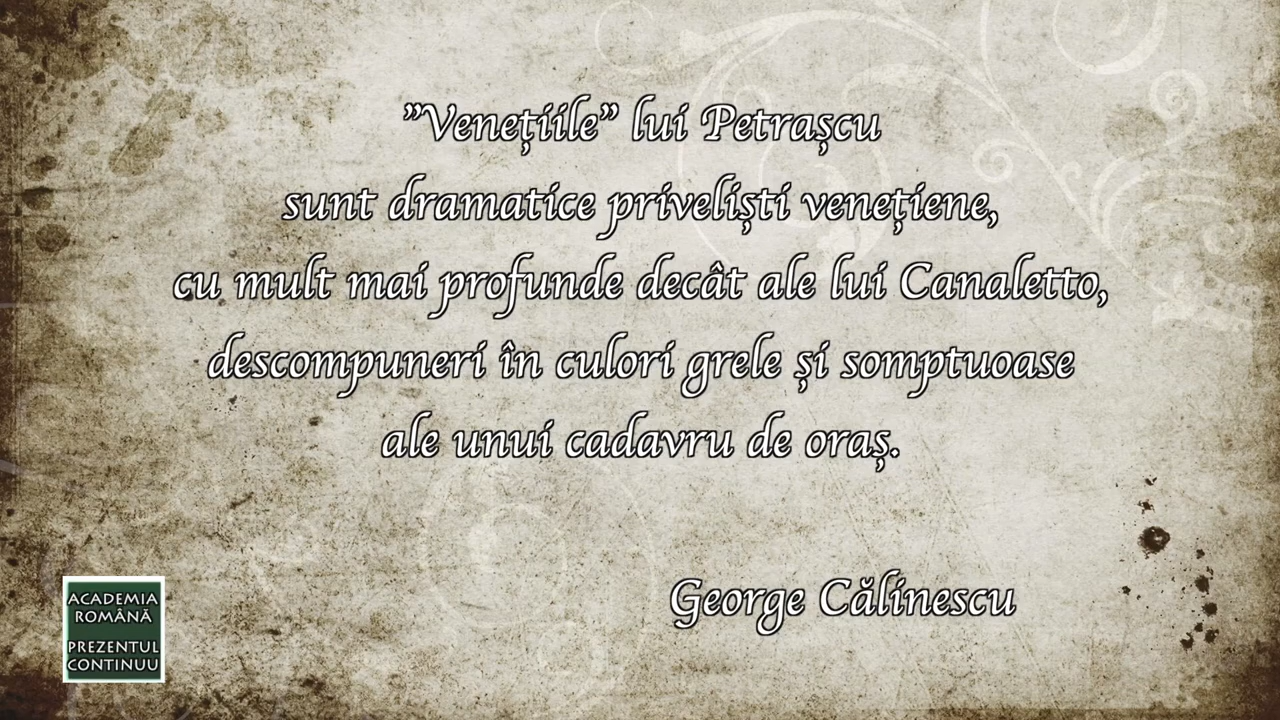 ”Venețiile” lui Petrașcu
sunt dramatice priveliști venețiene,
cu mult mai profunde decât ale lui Canaletto,
descompuneri în culori grele și somptuoase
ale unui cadavru de oraș.
George Călinescu
ACADEMIA
ROMÂNĂ
PREZENTUL
CONTINUU